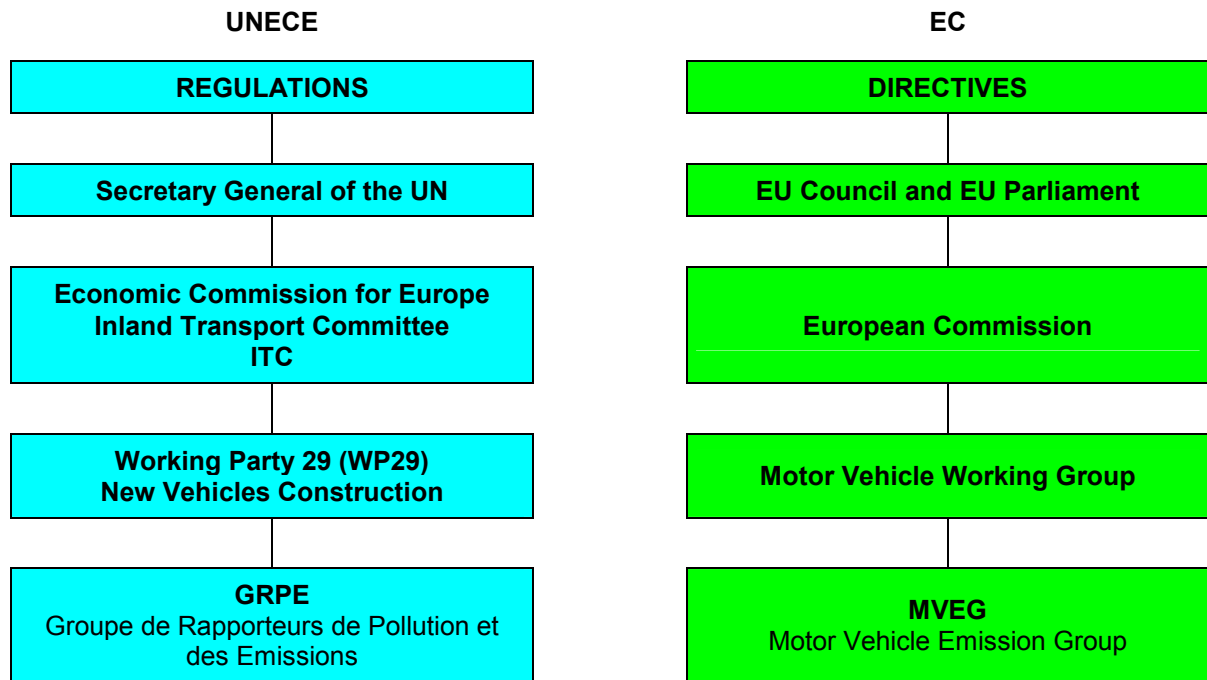 UNECE
REGULATIONS
Secretary General of the UN
Economic Commission for Europe
Inland Transport Committee
ITC
Working Party 29 (WP29)
New Vehicles Construction
GRPE
Groupe de Rapporteurs de Pollution et
des Emissions
EC
DIRECTIVES
EU Council and EU Parliament
European Commission
Motor Vehicle Working Group
MVEG
Motor Vehicle Emission Group